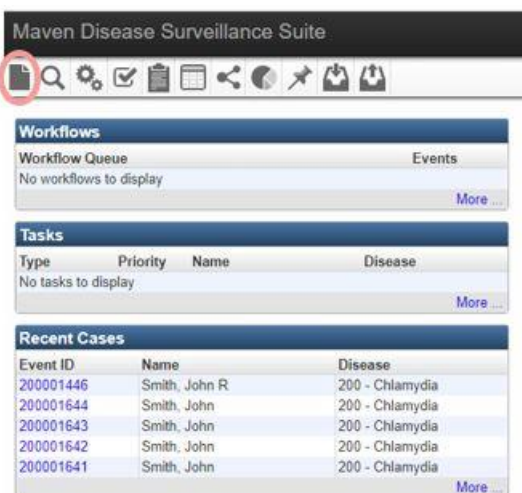 Maven Disease Surveillance Suite
Workflows
Workflow Queue Events
No workflows to display
More ...
Tasks
Type Priority Name Disease
No tasks to display
More ...
Recent Cases
Event ID Name Disease
200001446 Smith, John R 200 - Chlamydia
200001644 Smith, John 200 - Chlamydia
200001643 Smith, John 200 - Chlamydia
200001642 Smith, John 200 - Chlamydia
200001641 Smith, John 200 - Chlamydia
More ...